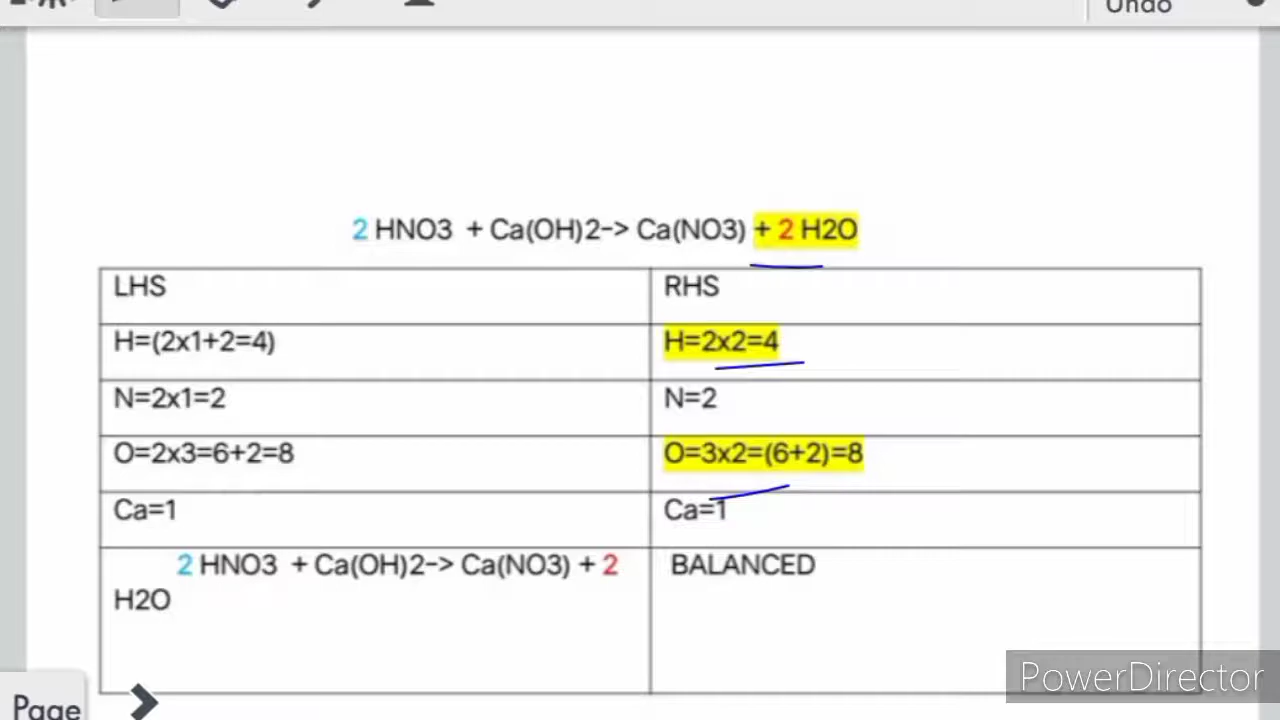 Undo
2 HNO3 + Ca(OH)2-> Ca(NO3) + 2 H2O
LHS
RHS
H=(2x1+2=4)
H=2x2=4
N=2x1=2
N=2
O=2x3=6+2=8
O=3x2=(6+2)=8
Ca=1
Ca=1
2 HNO3 + Ca(OH)2-> Ca(NO3) + 2
H2O
BALANCED
PowerDirector
Page